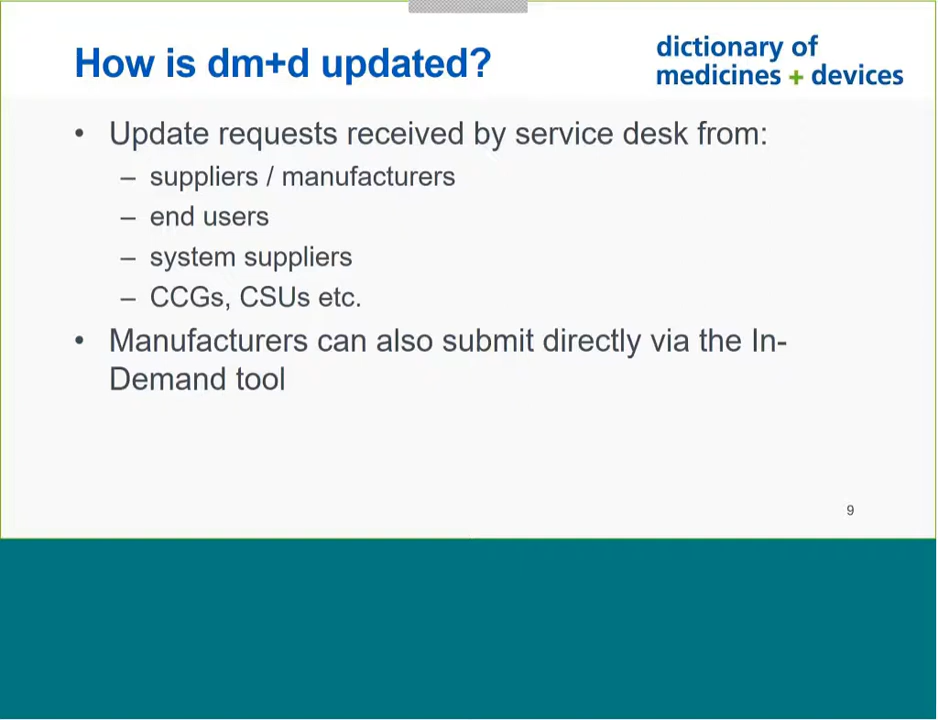 How is dm+d updated?
dictionary of
medicines + devices
• Update requests received by service desk from:
– suppliers / manufacturers
– end users
– system suppliers
– CCGs, CSUs etc.
• Manufacturers can also submit directly via the In-
Demand tool
9